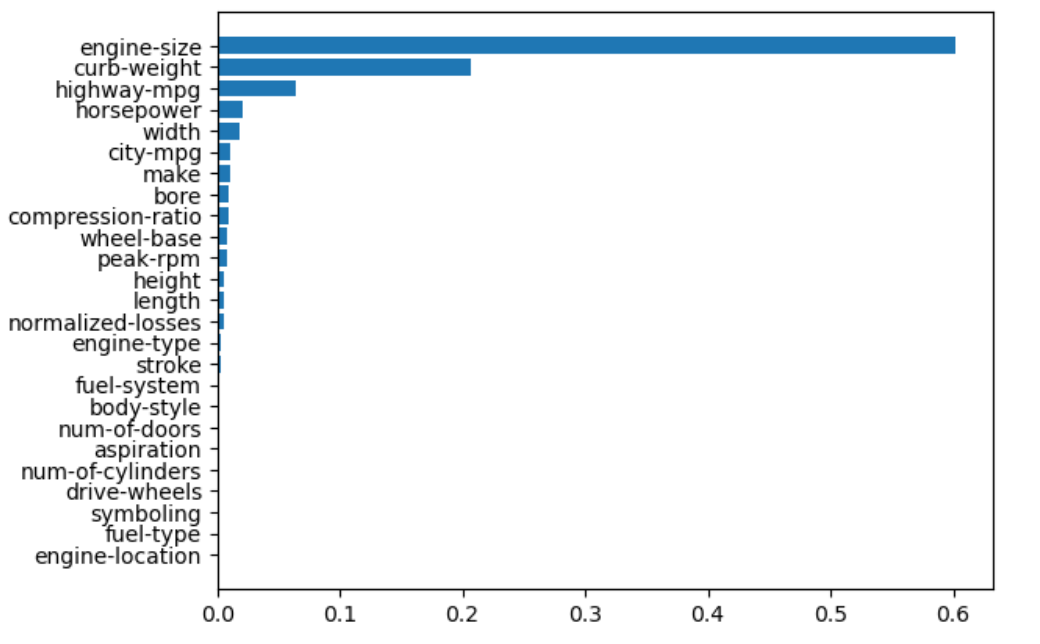 engine-size
curb-weight
highway-mpg
horsepower
width
city-mpg
make
bore
compression-ratio
wheel-base
peak-rpm
height
length
normalized-losses
engine-type
stroke
fuel-system
body-style
num-of-doors
aspiration
num-of-cylinders
drive-wheels
symboling
fuel-type
engine-location
0.0 0.1 0.2 0.3 0.4 0.5 0.6